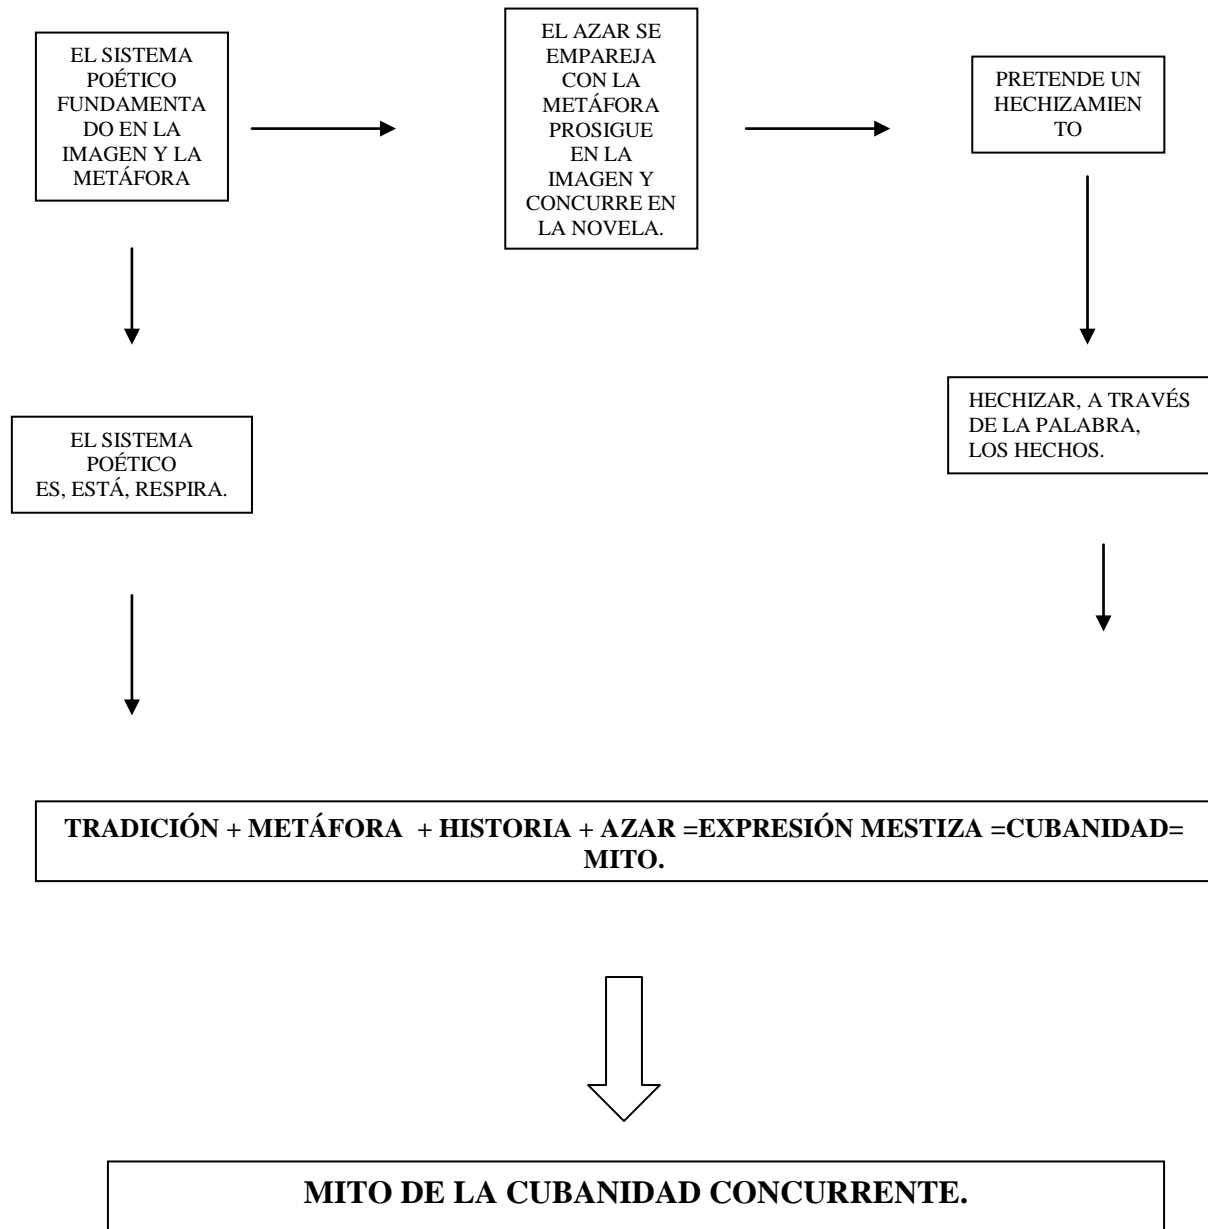 EL SISTEMA
POÉTICO
FUNDAMENTA
DO EN LA
IMAGEN Y LA
METÁFORA
EL AZAR SE
EMPAREJA
CON LA
METÁFORA
PROSIGUE
EN LA
IMAGEN Y
CONCURRE EN
LA NOVELA.
PRETENDE UN
HECHIZAMIEN
TO
EL SISTEMA
POÉTICO
ES, ESTÁ, RESPIRA.
HECHIZAR, A TRAVÉS
DE LA PALABRA,
LOS HECHOS.
TRADICIÓN + METÁFORA + HISTORIA + AZAR =EXPRESIÓN MESTIZA =CUBANIDAD=
MITO.
MITO DE LA CUBANIDAD CONCURRENTE.